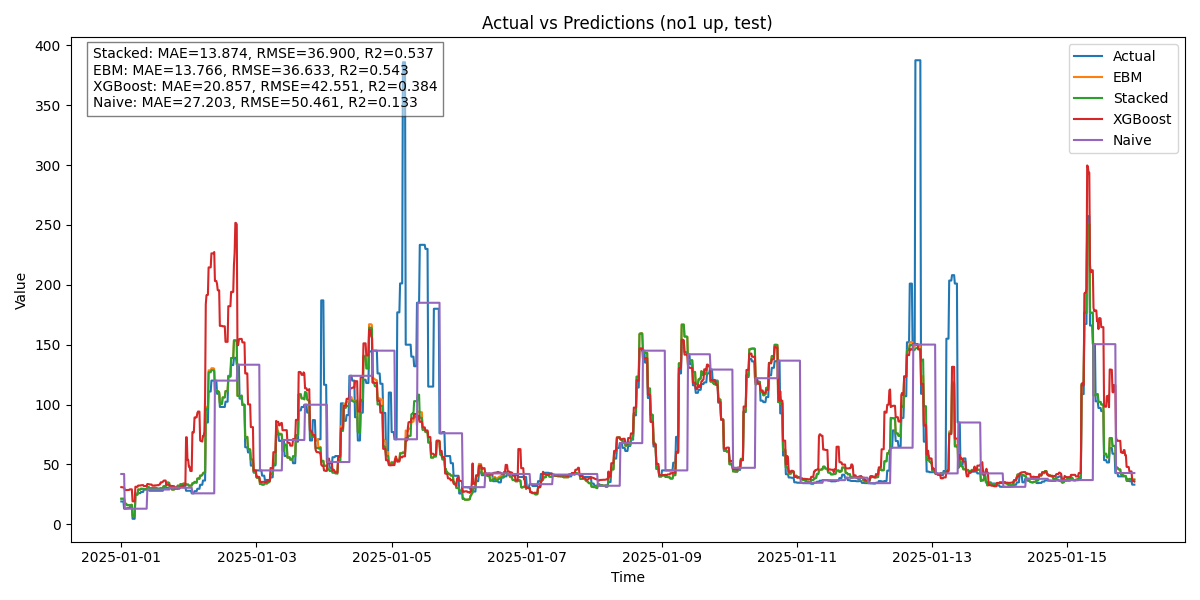 Actual vs Predictions (no1 up, test)
Stacked: MAE=13.874, RMSE=36.900, R2=0.537
EBM: MAE=13.766, RMSE=36.633, R2=0.543
XGBoost: MAE=20.857, RMSE=42.551, R2=0.384
Naive: MAE=27.203, RMSE=50.461, R2=0.133
Actual
EBM
Stacked
XGBoost
Naive
Value
400
350
300
250
200
150
100
50
0
2025-01-01
2025-01-03
2025-01-05
2025-01-07
2025-01-09
2025-01-11
2025-01-13
2025-01-15
Time